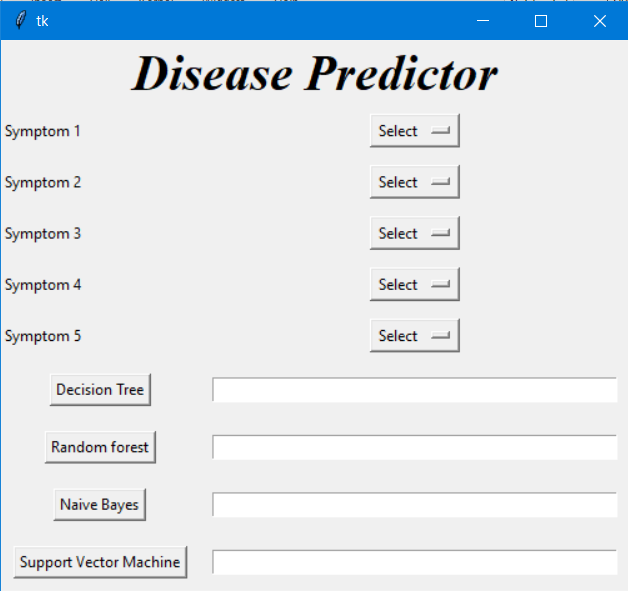 tk
Disease Predictor
Symptom 1 Select
Symptom 2 Select
Symptom 3 Select
Symptom 4 Select
Symptom 5 Select
Decision Tree
Random forest
Naive Bayes
Support Vector Machine